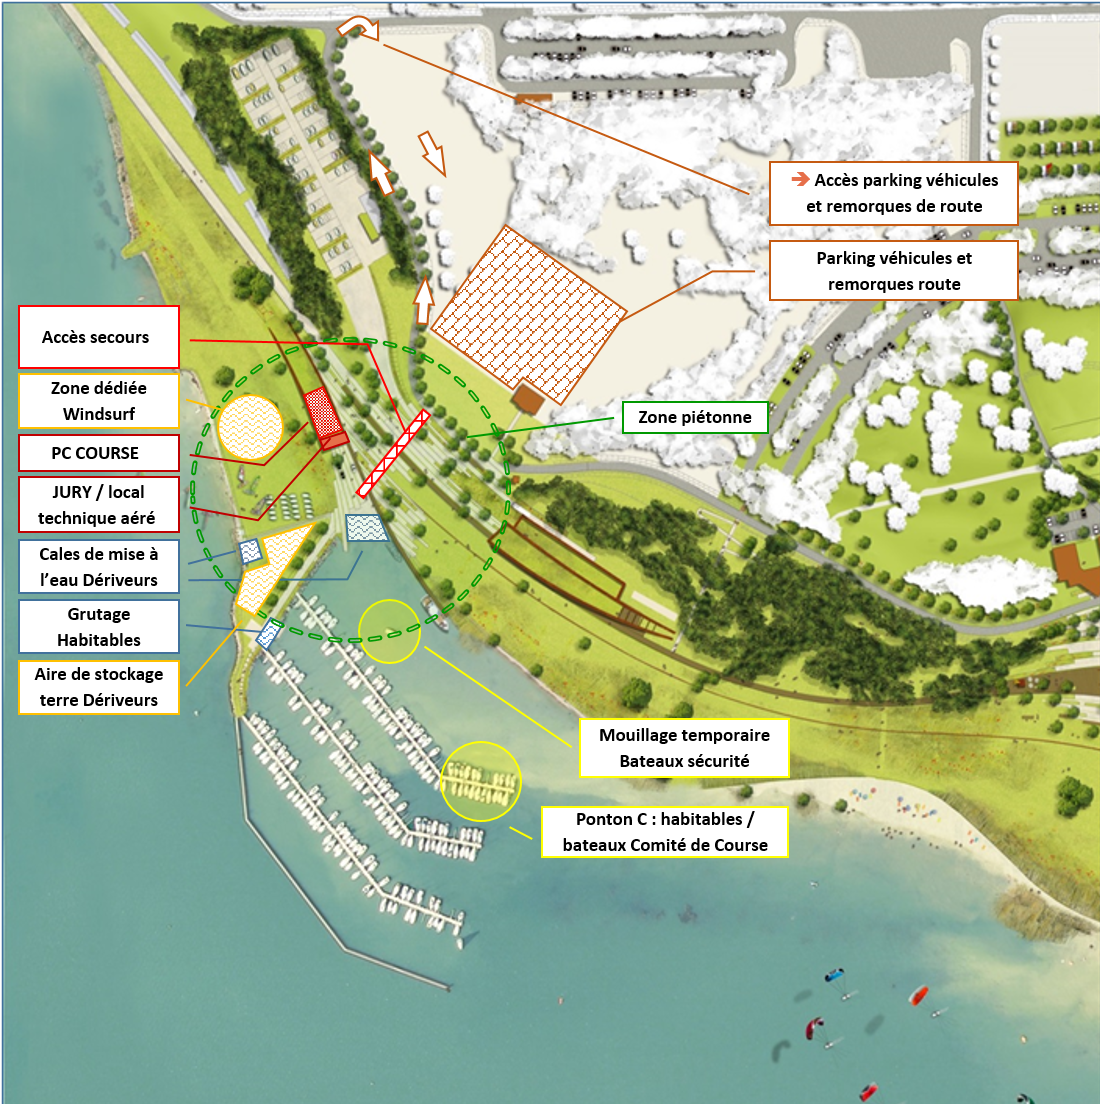 ➔ Accès parking véhicules
et remorques de route
Parking véhicules et
remorques route
Accès secours
Zone dédiée
Windsurf
PC COURSE
JURY / local
technique aéré
Cales de mise à
l’eau Dériveurs
Grutage
Habitables
Aire de stockage
terre Dériveurs
Zone piétonne
Mouillage temporaire
Bateaux sécurité
Ponton C : habitables /
bateaux Comité de Course